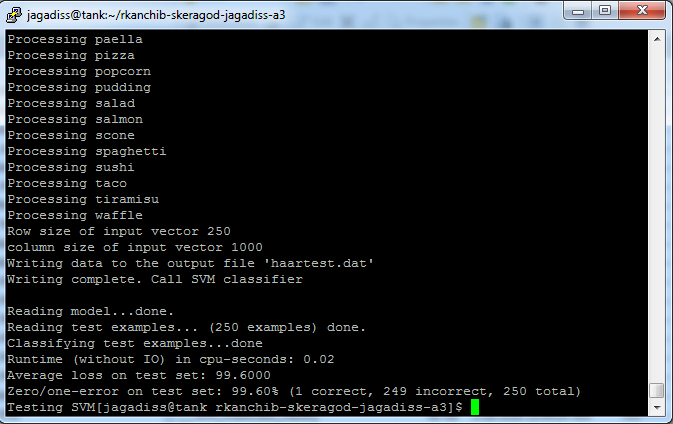 jagadiss@tank:~/rkanchib-skeragod-jagadiss-a3
Processing paella
Processing pizza
Processing popcorn
Processing pudding
Processing salad
Processing salmon
Processing scone
Processing spaghetti
Processing sushi
Processing taco
Processing tiramisu
Processing waffle
Row size of input vector 250
column size of input vector 1000
Writing data to the output file 'haartest.dat'
Writing complete. Call SVM classifier
Reading model...done.
Reading test examples... (250 examples) done.
Classifying test examples...done
Runtime (without IO) in cpu-seconds: 0.02
Average loss on test set: 99.6000
Zero/one-error on test set: 99.60% (1 correct, 249 incorrect, 250 total)
Testing SVM[jagadiss@tank rkanchib-skeragod-jagadiss-a3]$